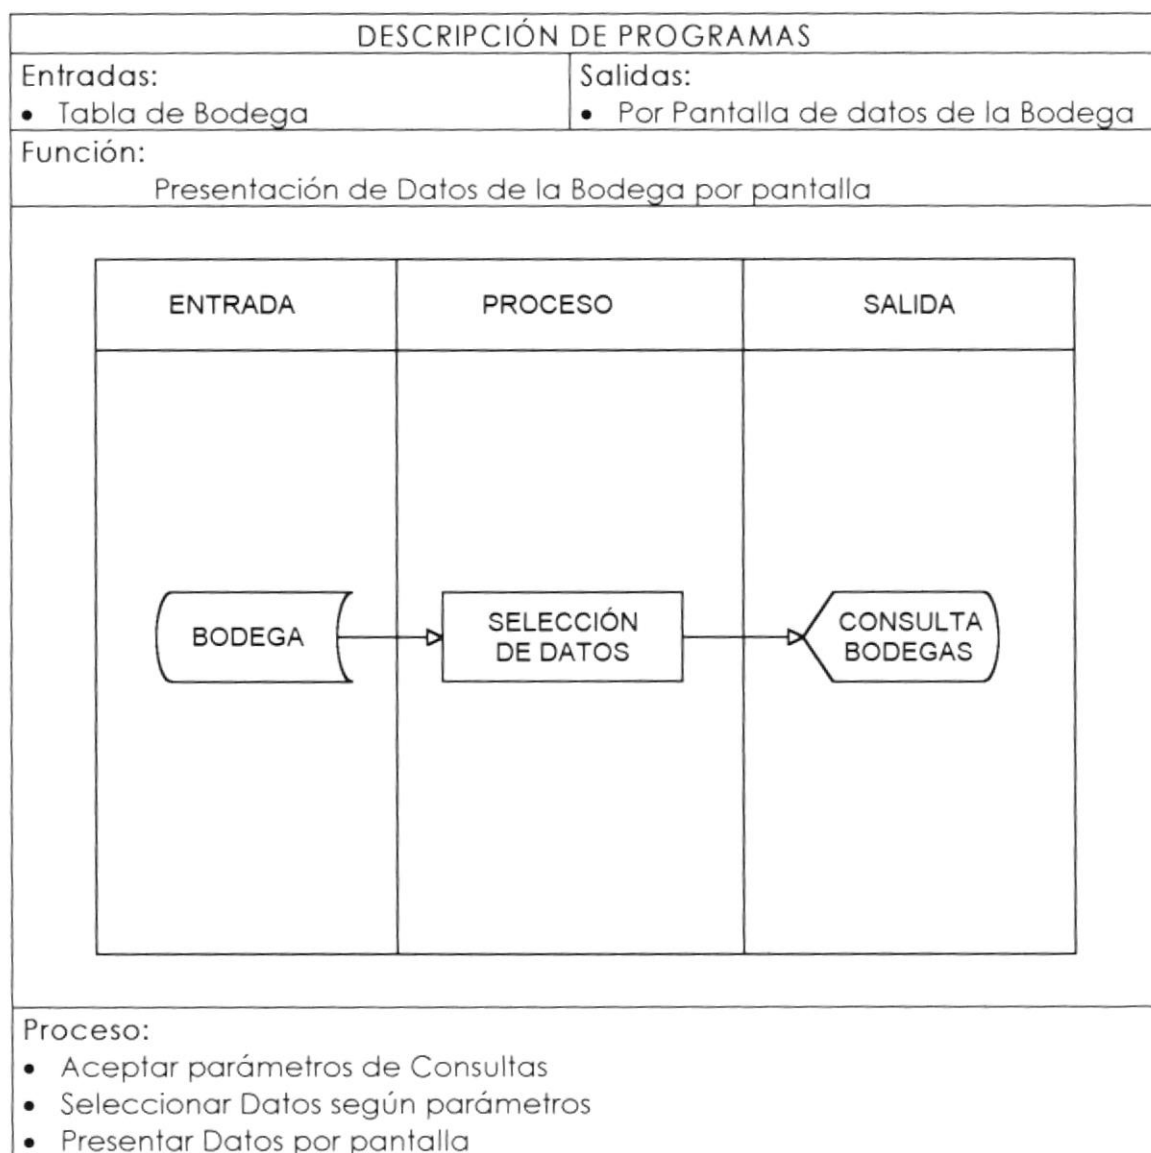 DESCRIPCIÓN DE PROGRAMAS
Entradas:
• Tabla de Bodega
Salidas:
• Por Pantalla de datos de la Bodega
Función:
Presentación de Datos de la Bodega por pantalla
ENTRADA
PROCESO
SALIDA
BODEGA
SELECCIÓN
DE DATOS
CONSULTA
BODEGAS
Proceso:
• Aceptar parámetros de Consultas
• Seleccionar Datos según parámetros
• Presentar Datos por pantalla